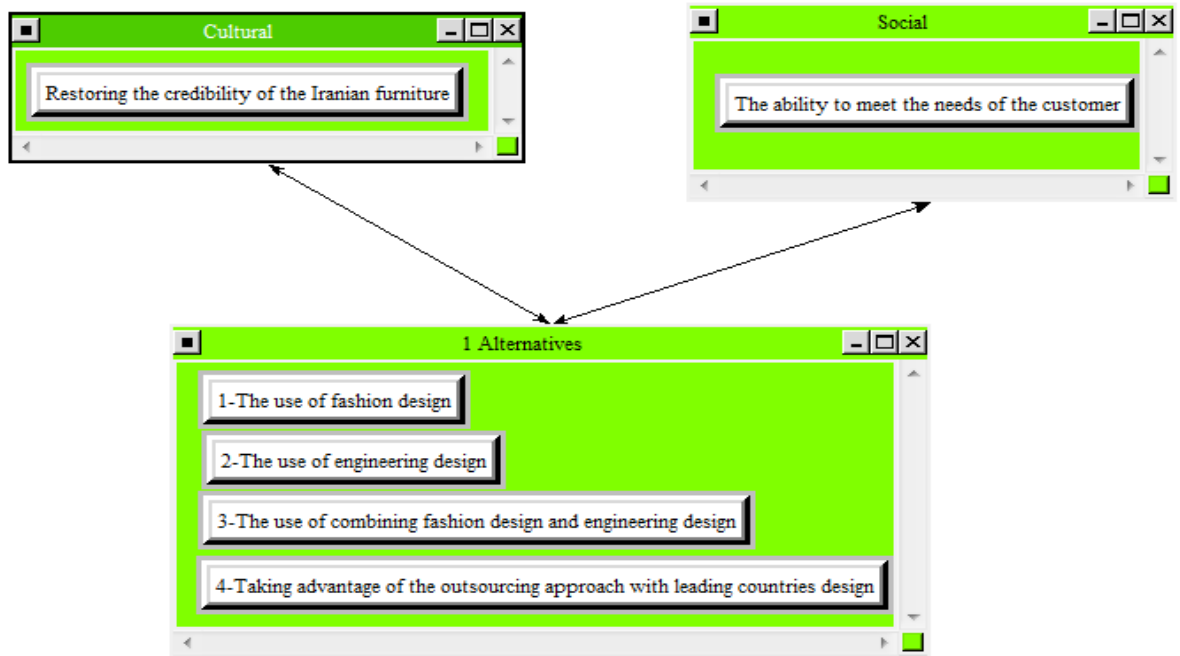 Cultural
Restoring the credibility of the Iranian furniture
Social
The ability to meet the needs of the customer
1 Alternatives
1-The use of fashion design
2-The use of engineering design
3-The use of combining fashion design and engineering design
4-Taking advantage of the outsourcing approach with leading countries design